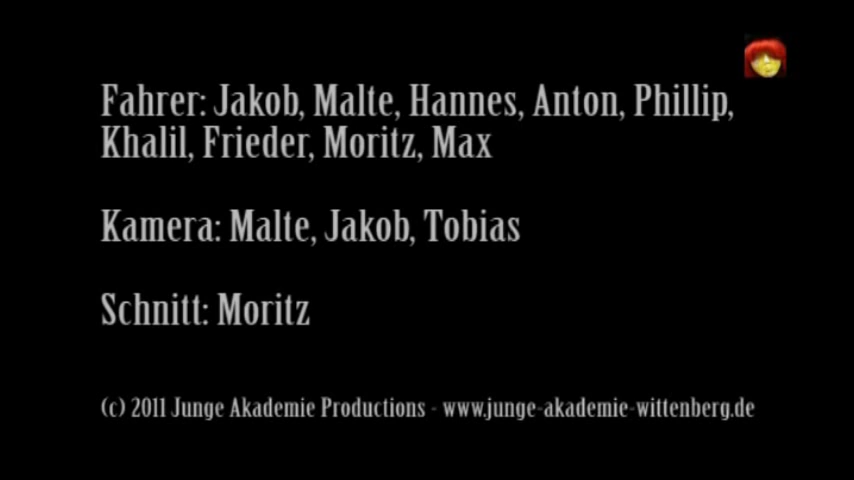 Fahrer: Jakob, Malte, Hannes, Anton, Phillip,
Khalil, Frieder, Moritz, Max
Kamera: Malte, Jakob, Tobias
Schnitt: Moritz
(c) 2011 Junge Akademie Productions - www.junge-akademie-wittenberg.de